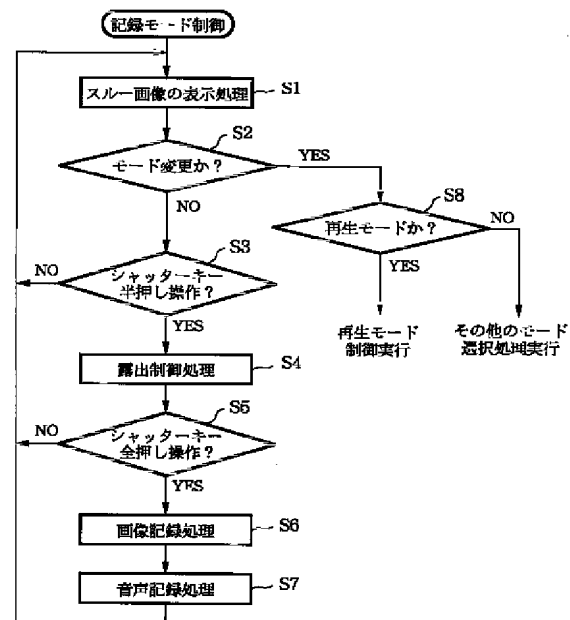 記録モード制御
スルー画像の表示処理
S1
S2
モード変更か？
YES
NO
S8
再生モードか？
NO
YES
再生モード
制御実行
その他のモード
選択処理実行
S3
シャッターキー
半押し操作？
NO
YES
露出制御処理
S4
S5
シャッターキー
全押し操作？
NO
YES
画像記録処理
S6
音声記録処理
S7